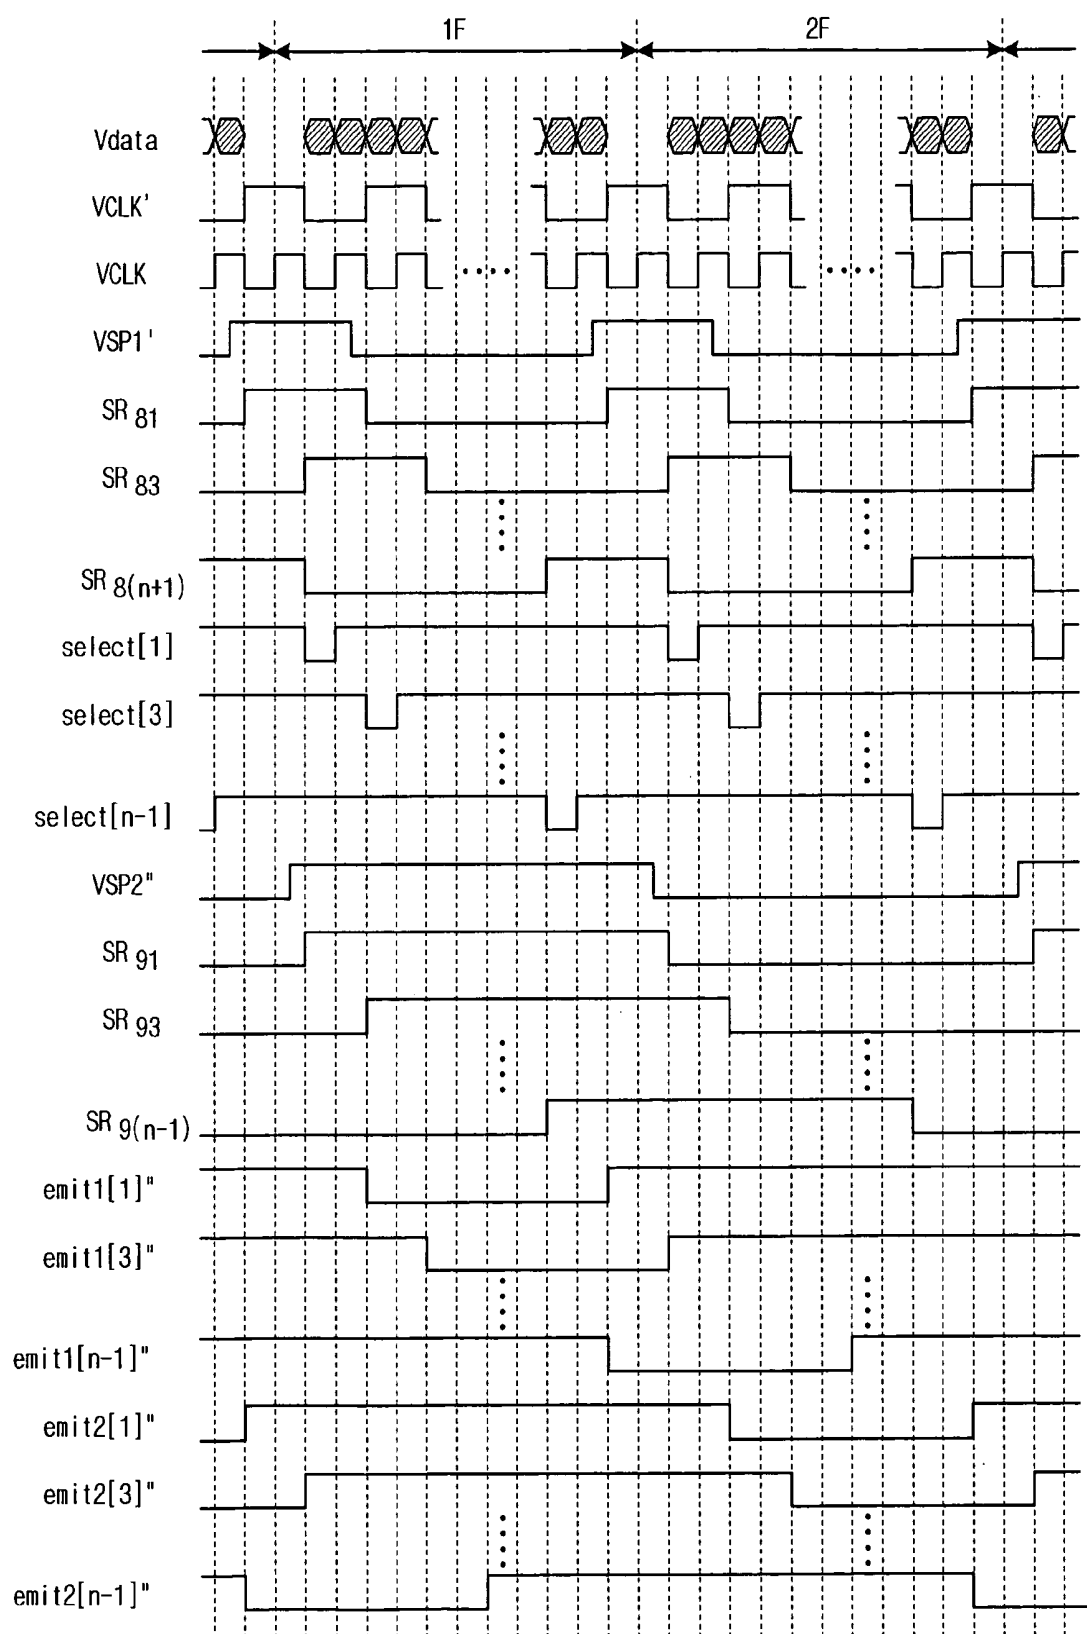 1F 2F
Vdata
VCLK'
VCLK
VSP1'
SR 81
SR 83
SR 8(n+1)
select[1]
select[3]
select[n-1]
VSP2"
SR 91
SR 93
SR 9(n-1)
emit1[1]"
emit1[3]"
emit1[n-1]"
emit2[1]"
emit2[3]"
emit2[n-1]"